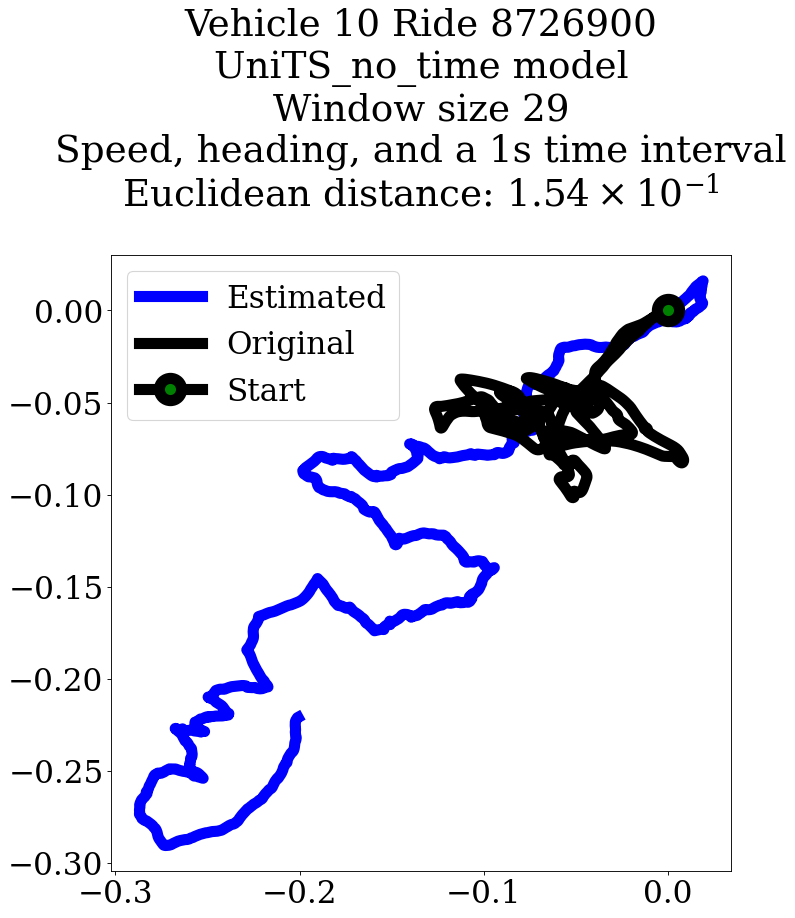 Vehicle 10 Ride 8726900
UniTS_no_time model
Window size 29
Speed, heading, and a 1s time interval
Euclidean distance: 1.54 × 10⁻¹
Estimated
Original
Start
0.00
−0.05
−0.10
−0.15
−0.20
−0.25
−0.30
−0.3
−0.2
−0.1
0.0